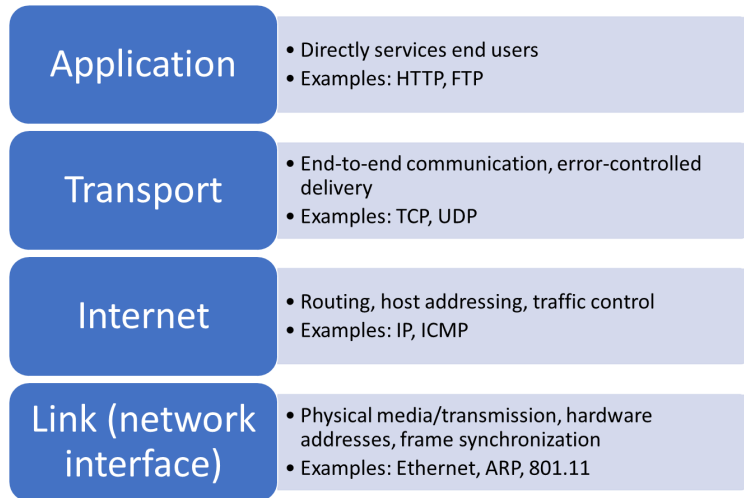 Application
• Directly services end users
• Examples: HTTP, FTP
Transport
• End-to-end communication, error-controlled
delivery
• Examples: TCP, UDP
Internet
• Routing, host addressing, traffic control
• Examples: IP, ICMP
Link (network
interface)
• Physical media/transmission, hardware
addresses, frame synchronization
• Examples: Ethernet, ARP, 801.11